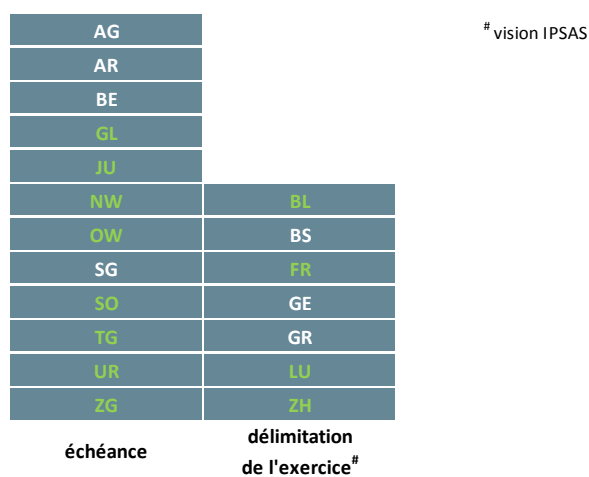 AG
# vision IPSAS
AR
BE
GL
JU
NW BL
OW BS
SG FR
SO GE
TG GR
UR LU
ZG ZH
échéance
délimitation
de l'exercice#